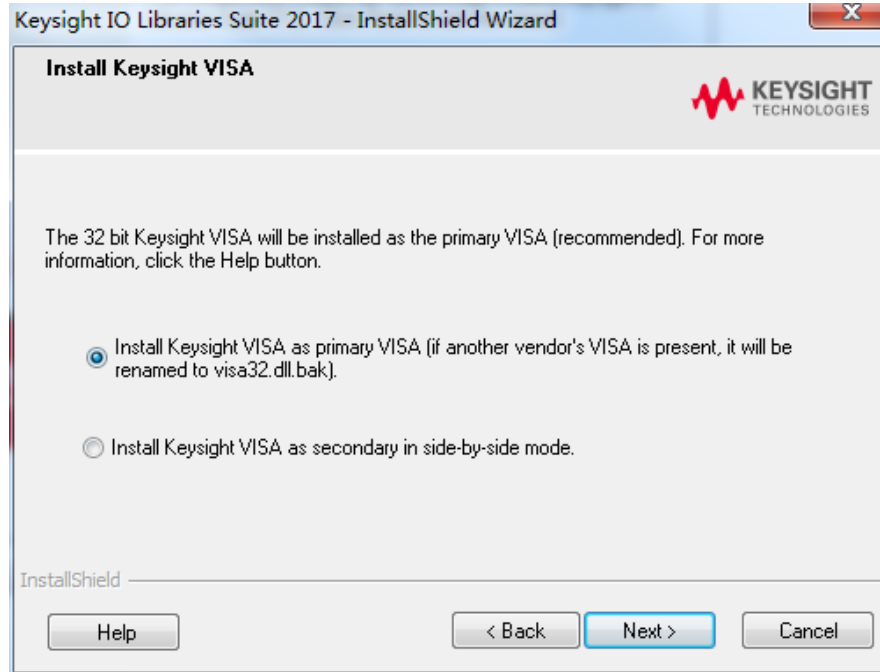 Keysight IO Libraries Suite 2017 - InstallShield Wizard
Install Keysight VISA
KEYSIGHT
TECHNOLOGIES
The 32 bit Keysight VISA will be installed as the primary VISA (recommended). For more
information, click the Help button.
Install Keysight VISA as primary VISA (if another vendor's VISA is present, it will be
renamed to visa32.dll.bak).
Install Keysight VISA as secondary in side-by-side mode.
InstallShield
Help
< Back
Next >
Cancel